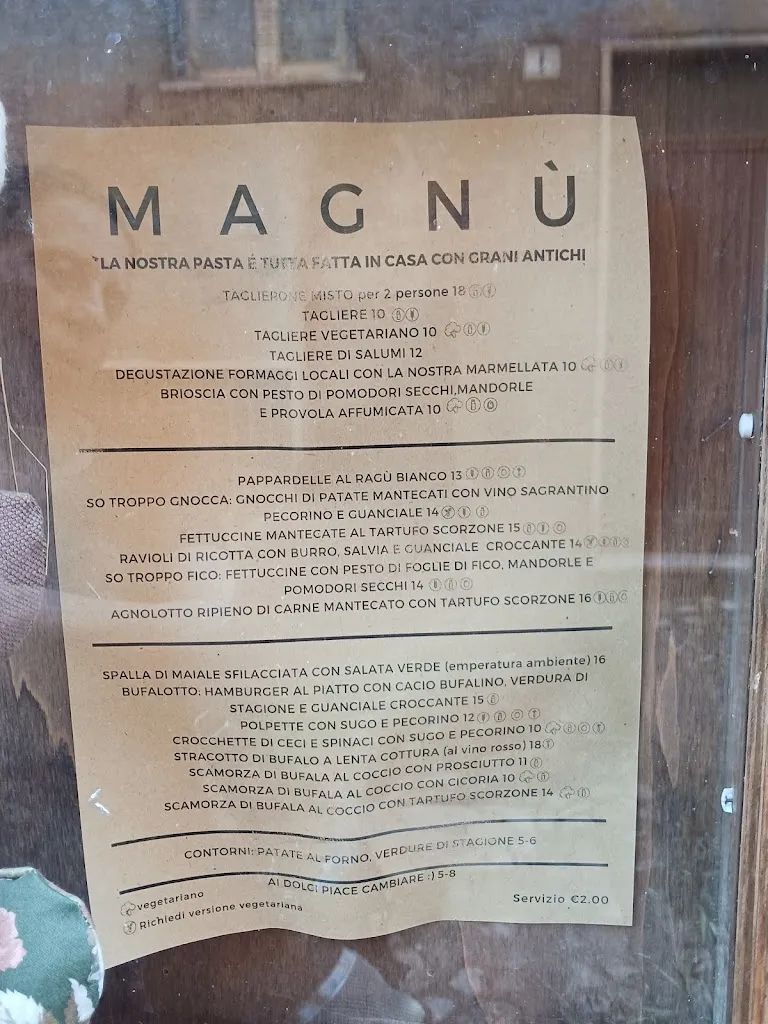 MAGNÙ
*LA NOSTRA PASTA É TUTTA FATTA IN CASA CON GRANI ANTICHI
TAGLIERONE MISTO per 2 persone 18
TAGLIERE 10
TAGLIERE VEGETARIANO 10
TAGLIERE DI SALUMI 12
DEGUSTAZIONE FORMAGGI LOCALI CON LA NOSTRA MARMELLATA 10
BRIOSCIA CON PESTO DI POMODORI SECCHI,MANDORLE
E PROVOLA AFFUMICATA 10
PAPPARDELLE AL RAGÙ BIANCO 13
SO TROPPO GNOCCA: GNOCCHI DI PATATE MANTECATI CON VINO SAGRANTINO
PECORINO E GUANCIALE 14
FETTUCCINE MANTECATE AL TARTUFO SCORZONE 15
RAVIOLI DI RICOTTA CON BURRO, SALVIA E GUANCIALE CROCCANTE 14
SO TROPPO FICO: FETTUCCINE CON PESTO DI FOGLIE DI FICO, MANDORLE E
POMODORI SECCHI 14
AGNOLOTTO RIPIENO DI CARNE MANTECATO CON TARTUFO SCORZONE 16
SPALLA DI MAIALE SFILACCIATA CON SALATA VERDE (emperatura ambiente) 16
BUFALOTTO: HAMBURGER AL PIATTO CON CACIO BUFALINO, VERDURA DI
STAGIONE E GUANCIALE CROCCANTE 15
POLPETTE CON SUGO E PECORINO 12
CROCCHETTE DI CECI E SPINACI CON SUGO E PECORINO 10
STRACOTTO DI BUFALO A LENTA COTTURA (al vino rosso) 18
SCAMORZA DI BUFALA AL COCCIO CON PROSCIUTTO 11
SCAMORZA DI BUFALA AL COCCIO CON CICORIA 10
SCAMORZA DI BUFALA AL COCCIO CON TARTUFO SCORZONE 14
CONTORNI: PATATE AL FORNO, VERDURE DI STAGIONE 5-6
AI DOLCI PIACE CAMBIARE :) 5-8
vegetariano
Richiedi versione vegetariana
Servizio €2.00